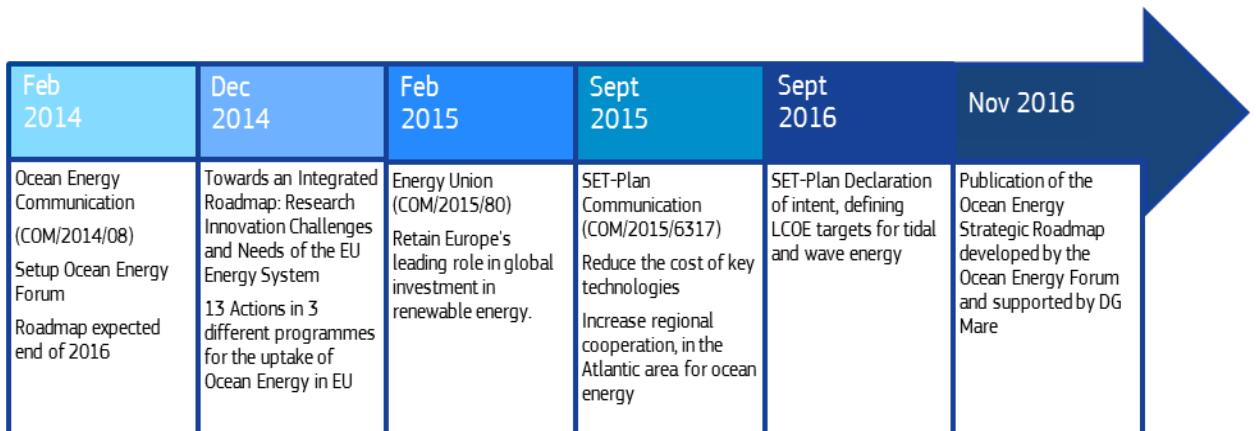 Feb
2014
Ocean Energy
Communication
(COM/2014/08)
Setup Ocean Energy
Forum
Roadmap expected
end of 2016
Dec
2014
Towards an Integrated
Roadmap: Research
Innovation Challenges
and Needs of the EU
Energy System
13 Actions in 3
different programmes
for the uptake of
Ocean Energy in EU
Feb
2015
Energy Union
(COM/2015/80)
Retain Europe's
leading role in global
investment in
renewable energy.
Sept
2015
SET-Plan
Communication
(COM/2015/6317)
Reduce the cost of key
technologies
Increase regional
cooperation, in the
Atlantic area for ocean
energy
Sept
2016
SET-Plan Declaration
of intent, defining
LCOE targets for tidal
and wave energy
Nov 2016
Publication of the
Ocean Energy
Strategic Roadmap
developed by the
Ocean Energy Forum
and supported by DG
Mare